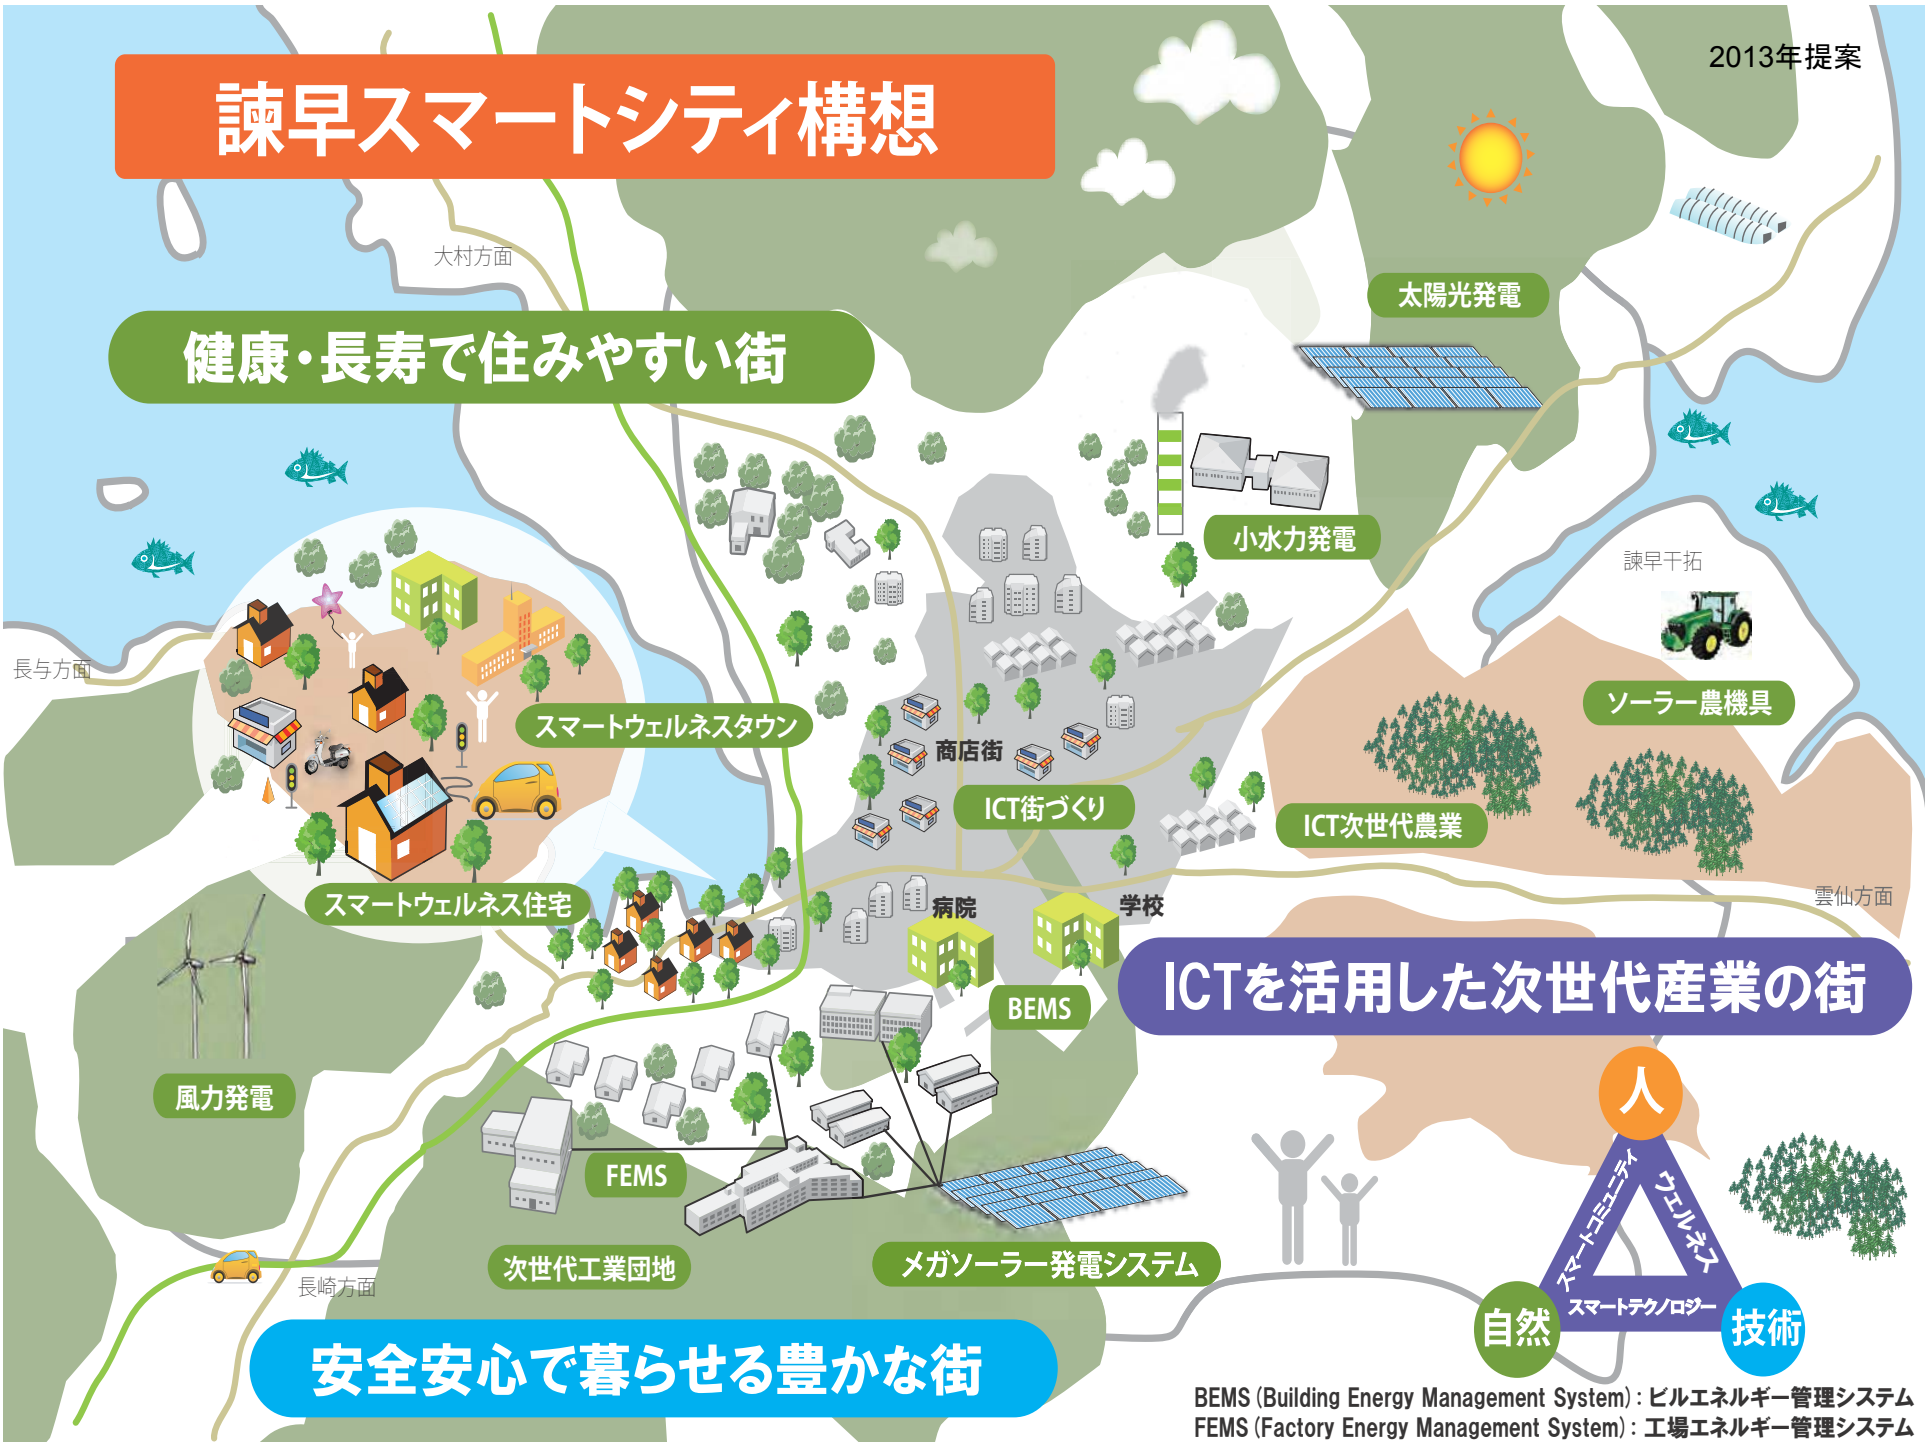 2013年提案
諫早スマートシティ構想
大村方面
太陽光発電
健康・長寿で住みやすい街
小水力発電
諫早干拓
長与方面
ソーラー農機具
スマートウェルネスタウン
商店街
ICT街づくり
ICT次世代農業
雲仙方面
スマートウェルネス住宅
病院
学校
ICTを活用した次世代産業の街
BEMS
風力発電
人
FEMS
スマートコミュニティ
ウェルネス
次世代工業団地
メガソーラー発電システム
長崎方面
スマートテクノロジー
自然
技術
安全安心で暮らせる豊かな街
BEMS (Building Energy Management System) : ビルエネルギー管理システム
FEMS (Factory Energy Management System) : 工場エネルギー管理システム